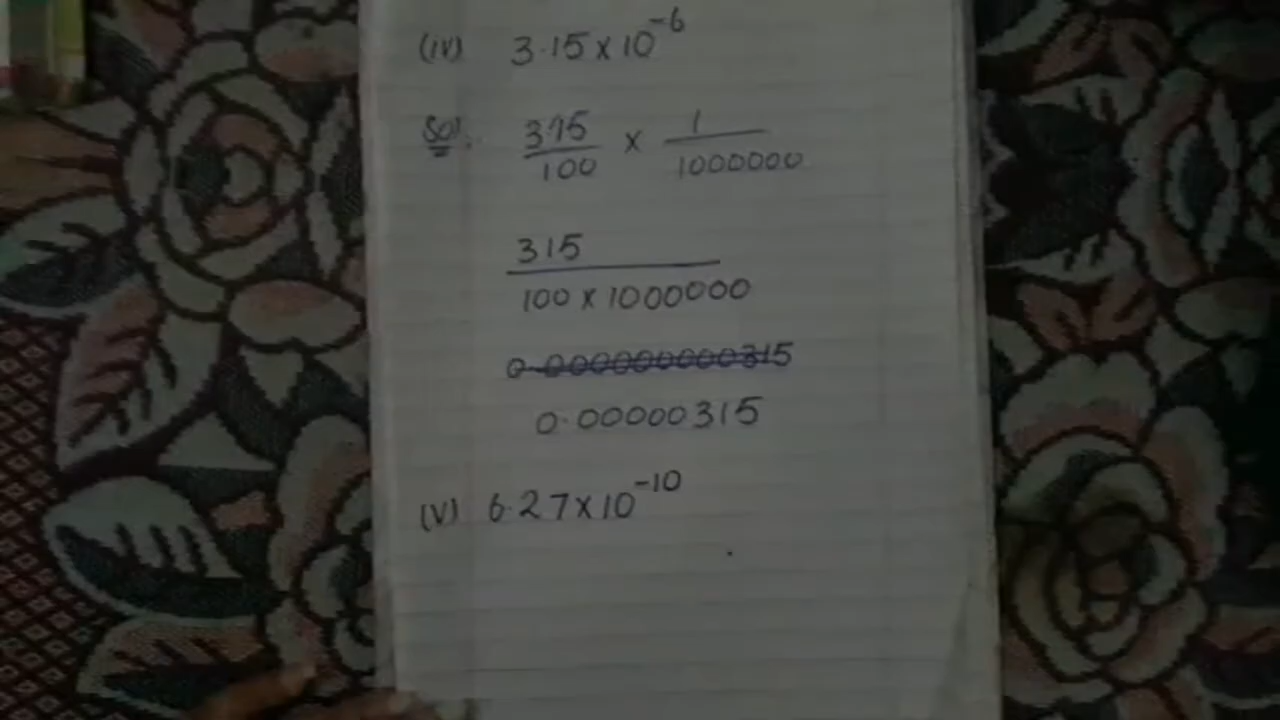 (iv) 3.15 x 10^-6
Sol. 315/100 x 1/1000000
315
100 x 1000000
0.000000000315
0.00000315
(v) 6.27 x 10^-10